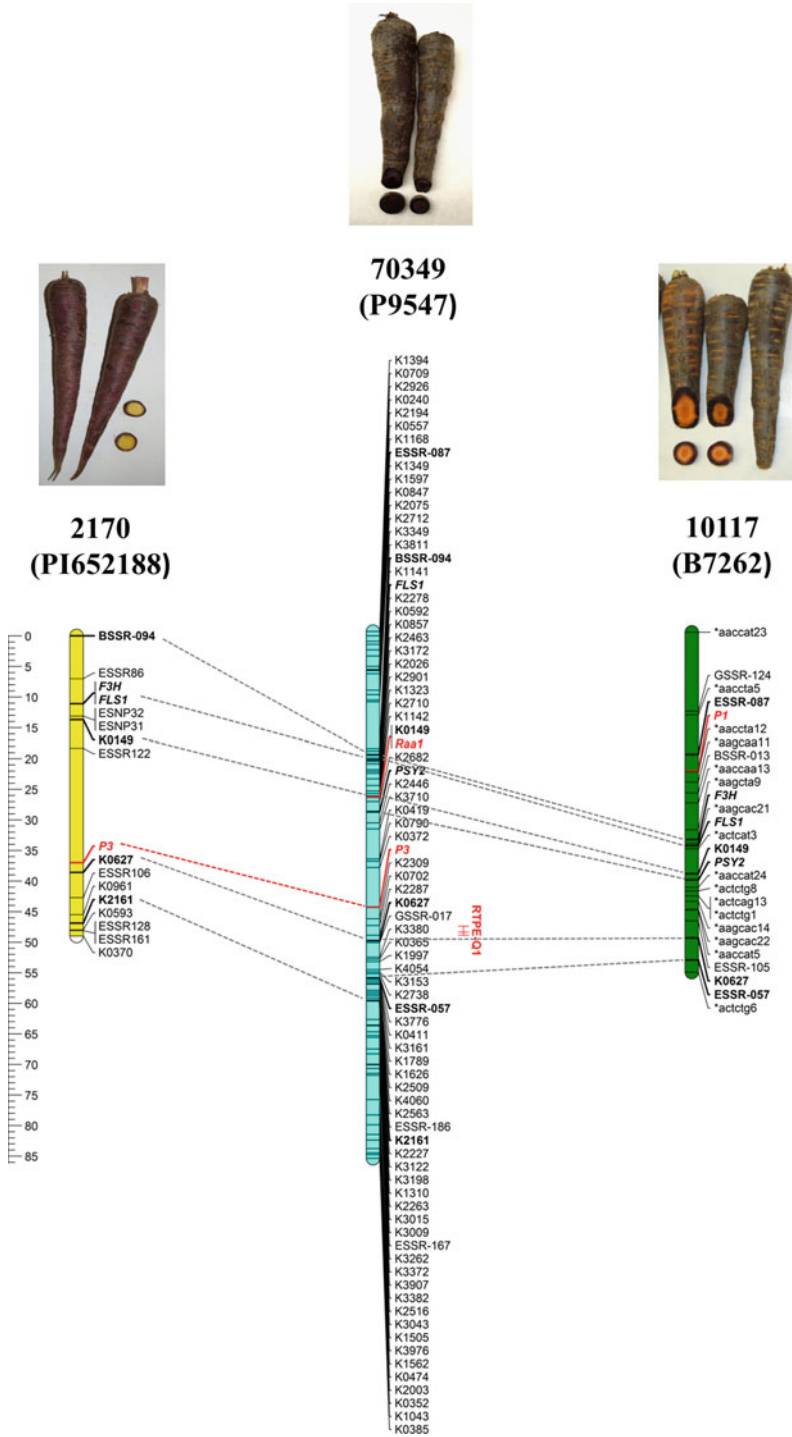 70349
(P9547)
2170
(PI652188)
10117
(B7262)
0
5
10
15
20
25
30
35
40
45
50
55
60
65
70
75
80
85
BSSR-094
ESSR86
F3H
FLS1
ESNP32
ESNP31
K0149
ESSR122
P3
K0627
ESSR106
K0961
K2161
K0593
ESSR128
ESSR161
K0370
K1394
K0709
K2926
K0240
K2194
K0557
K1168
ESSR-087
K1349
K1597
K0847
K2075
K2712
K3349
K3811
BSSR-094
K1141
FLS1
K2278
K0592
K0857
K2463
K3172
K2026
K2901
K1323
K2710
K1142
K0149
Raa1
K2682
PSY2
K2446
K3710
K0419
K0790
K0372
P3
K2309
K0702
K2287
K0627
GSSR-017
K3380
K0365
K1997
K4054
K3153
K2738
ESSR-057
K3776
K0411
K3161
K1789
K1626
K2509
K4060
K2563
ESSR-186
K2161
K2227
K3122
K3198
K1310
K2263
K3015
K3009
ESSR-167
K3262
K3372
K3907
K3382
K2516
K3043
K1505
K3976
K1562
K0474
K2003
K0352
K1043
K0385
RTPE-Q1
*aaccat23
GSSR-124
*aaccta5
ESSR-087
P1
*aaccta12
*aagcaa11
BSSR-013
*aaccaa13
*aagcta9
F3H
*aagcac21
FLS1
*actcat3
K0149
PSY2
*aaccat24
*actctg8
*actcag13
*actctg1
*aagcac14
*aagcac22
*aaccat5
ESSR-105
K0627
ESSR-057
*actctg6